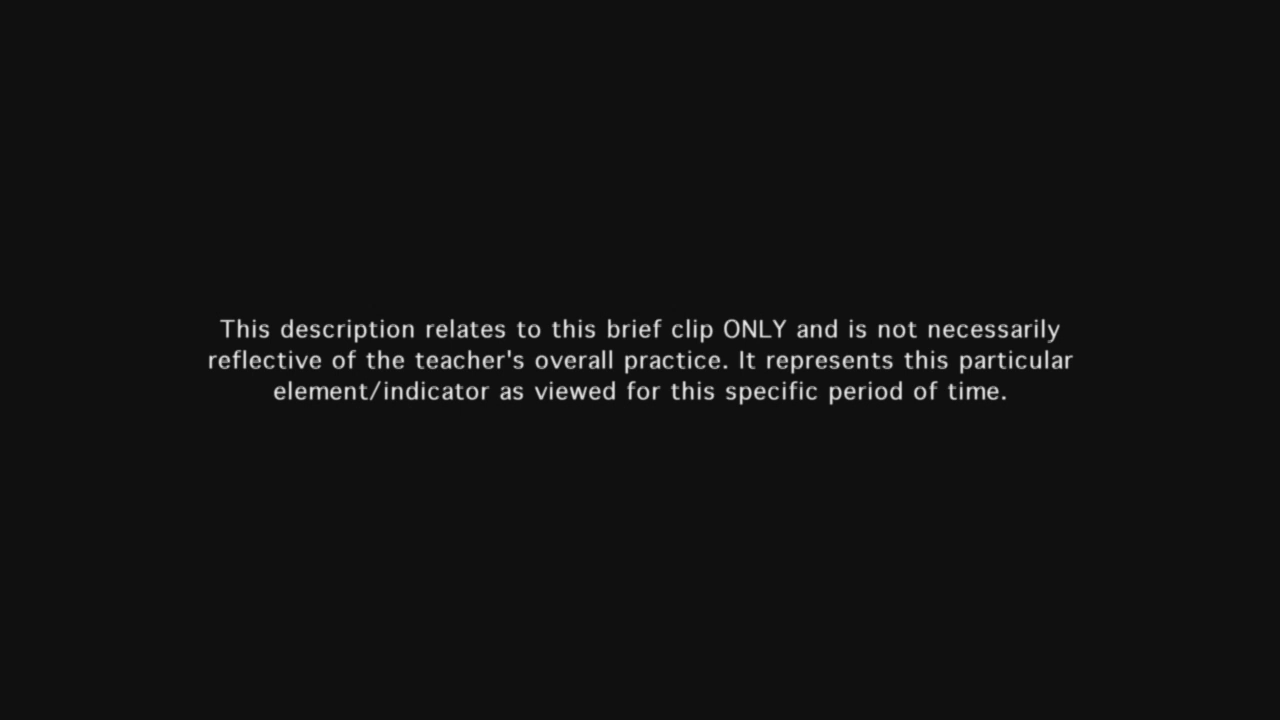 This description relates to this brief clip ONLY and is not necessarily
reflective of the teacher's overall practice. It represents this particular
element/indicator as viewed for this specific period of time.